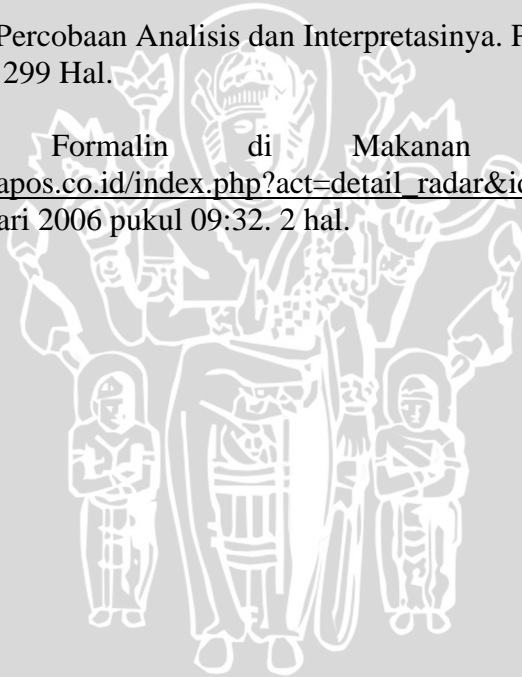 Percobaan Analisis dan Interpretasinya.
299 Hal.
Formalin di Makanan
apos.co.id/index.php?act=detail_radar&id
ari 2006 pukul 09:32. 2 hal.